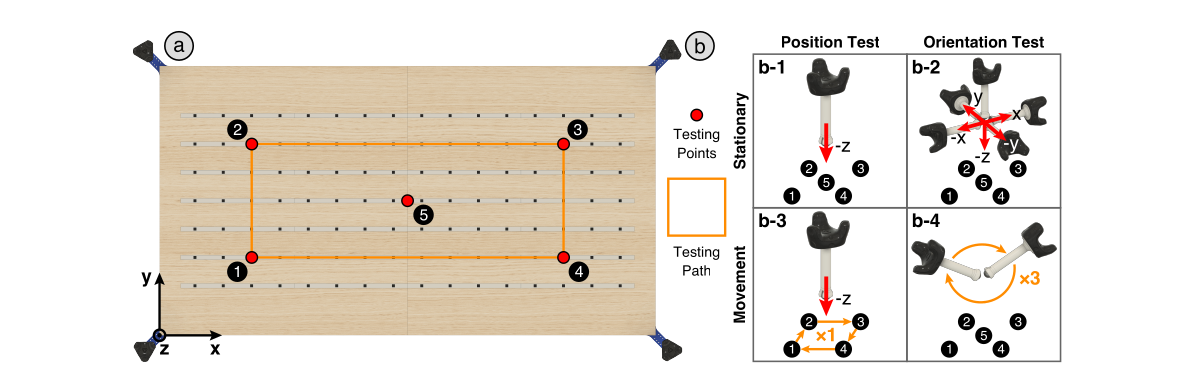 a
b
2
3
5
1
4
y
z
x
Testing
Points
Testing
Path
Position Test
Orientation Test
Stationary
Movement
b-1
-z
2
3
5
1
4
b-2
y
x
-x
-y
-z
2
3
5
1
4
b-3
-z
2
3
×1
1
4
b-4
×3
2
3
5
1
4